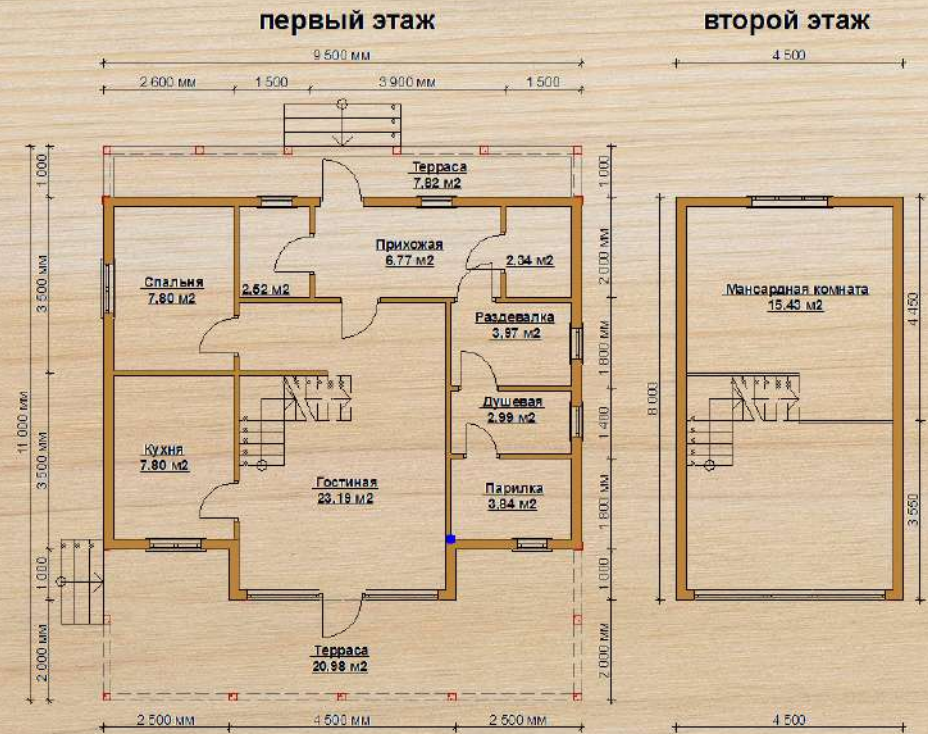 первый этаж
второй этаж
9 500 мм
4 500
2 600 мм
1 500
3 900 мм
1 500
1 000
Терраса
7.82 м2
1 000
3 500 мм
Спальня
7.80 м2
2.52 м2
Прихожая
6.77 м2
2.34 м2
2 000 мм
Мансардная комната
15.43 м2
4 450
Раздевалка
3.97 м2
1 800 мм
11 000 мм
8 000
Душевая
2.99 м2
1 400
3 500 мм
Кухня
7.80 м2
Гостиная
23.19 м2
Парилка
3.84 м2
1 800 мм
3 550
1 000
1 000
2 000 мм
Терраса
20.98 м2
2 000 мм
2 500 мм
4 500 мм
2 500 мм
4 500